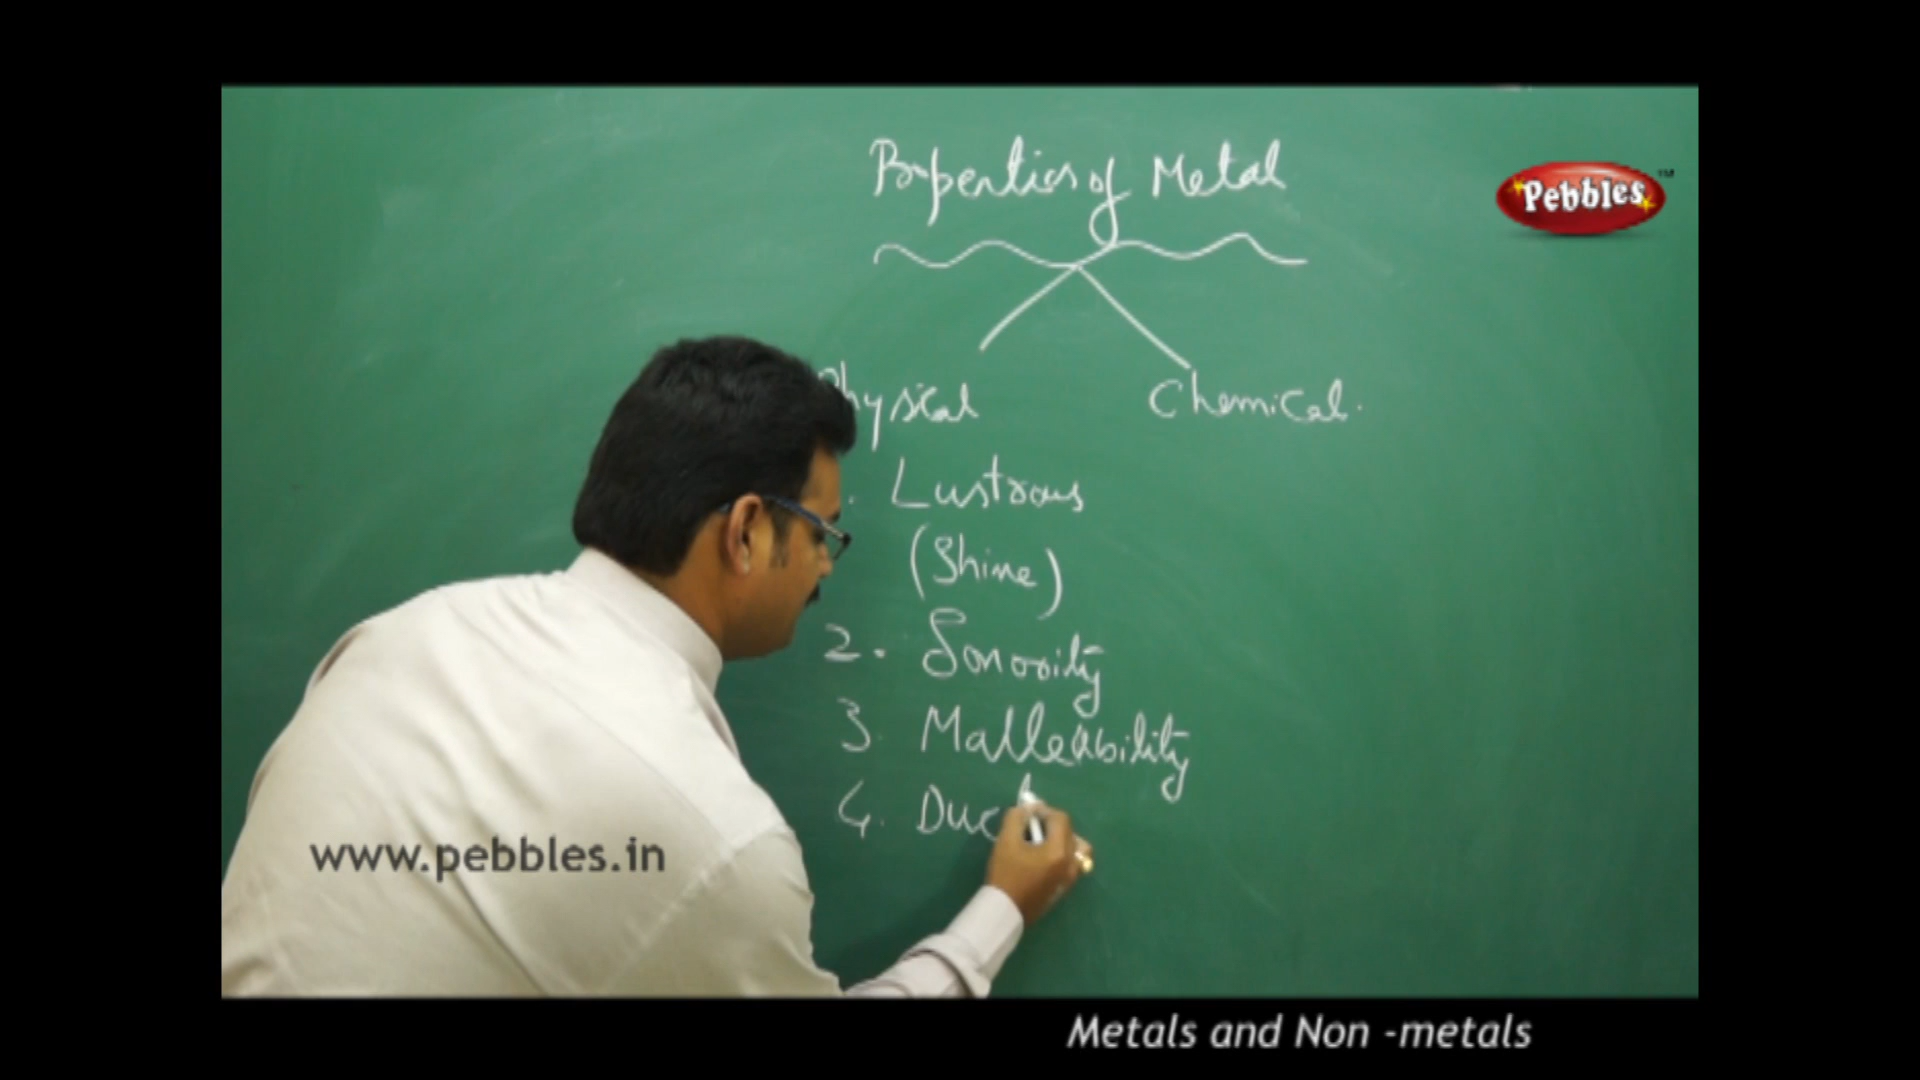 Properties of Metal
Pebbles™
Physical
Chemical.
. Lustrous
(Shine)
2. Sonority
3. Malleability
4. Duc
www.pebbles.in
Metals and Non -metals